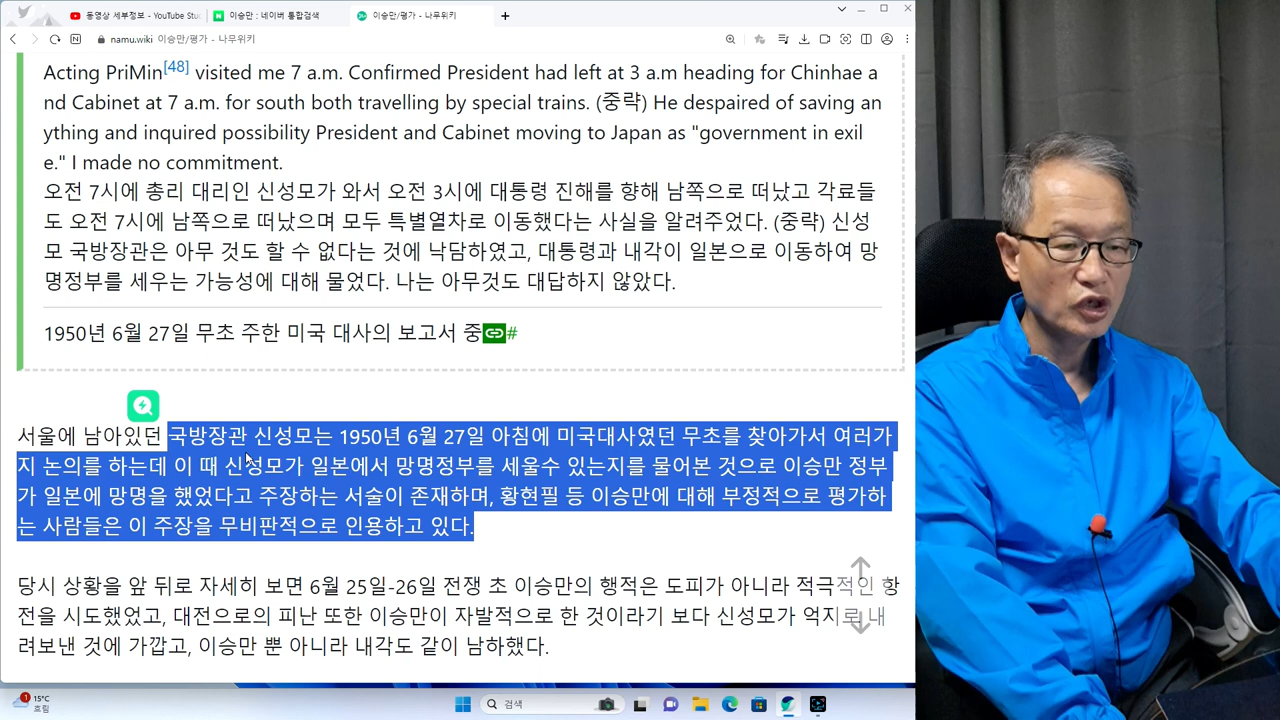 동영상 세부정보 - YouTube Stu
이승만 : 네이버 통합검색
이승만/평가 - 나무위키
namu.wiki 이승만/평가 - 나무위키
Acting PriMin[48] visited me 7 a.m. Confirmed President had left at 3 a.m heading for Chinhae a
nd Cabinet at 7 a.m. for south both travelling by special trains. (중략) He despaired of saving an
ything and inquired possibility President and Cabinet moving to Japan as "government in exil
e." I made no commitment.
오전 7시에 총리 대리인 신성모가 와서 오전 3시에 대통령 진해를 향해 남쪽으로 떠났고 각료들
도 오전 7시에 남쪽으로 떠났으며 모두 특별열차로 이동했다는 사실을 알려주었다. (중략) 신성
모 국방장관은 아무 것도 할 수 없다는 것에 낙담하였고, 대통령과 내각이 일본으로 이동하여 망
명정부를 세우는 가능성에 대해 물었다. 나는 아무것도 대답하지 않았다.
1950년 6월 27일 무초 주한 미국 대사의 보고서 중#
서울에 남아있던 국방장관 신성모는 1950년 6월 27일 아침에 미국대사였던 무초를 찾아가서 여러가
지 논의를 하는데 이 때 신성모가 일본에서 망명정부를 세울수 있는지를 물어본 것으로 이승만 정부
가 일본에 망명을 했었다고 주장하는 서술이 존재하며, 황현필 등 이승만에 대해 부정적으로 평가하
는 사람들은 이 주장을 무비판적으로 인용하고 있다.
당시 상황을 앞 뒤로 자세히 보면 6월 25일-26일 전쟁 초 이승만의 행적은 도피가 아니라 적극적인 항
전을 시도했었고, 대전으로의 피난 또한 이승만이 자발적으로 한 것이라기 보다 신성모가 억지로 내
려보낸 것에 가깝고, 이승만 뿐 아니라 내각도 같이 남하했다.
1
15°C
흐림
검색